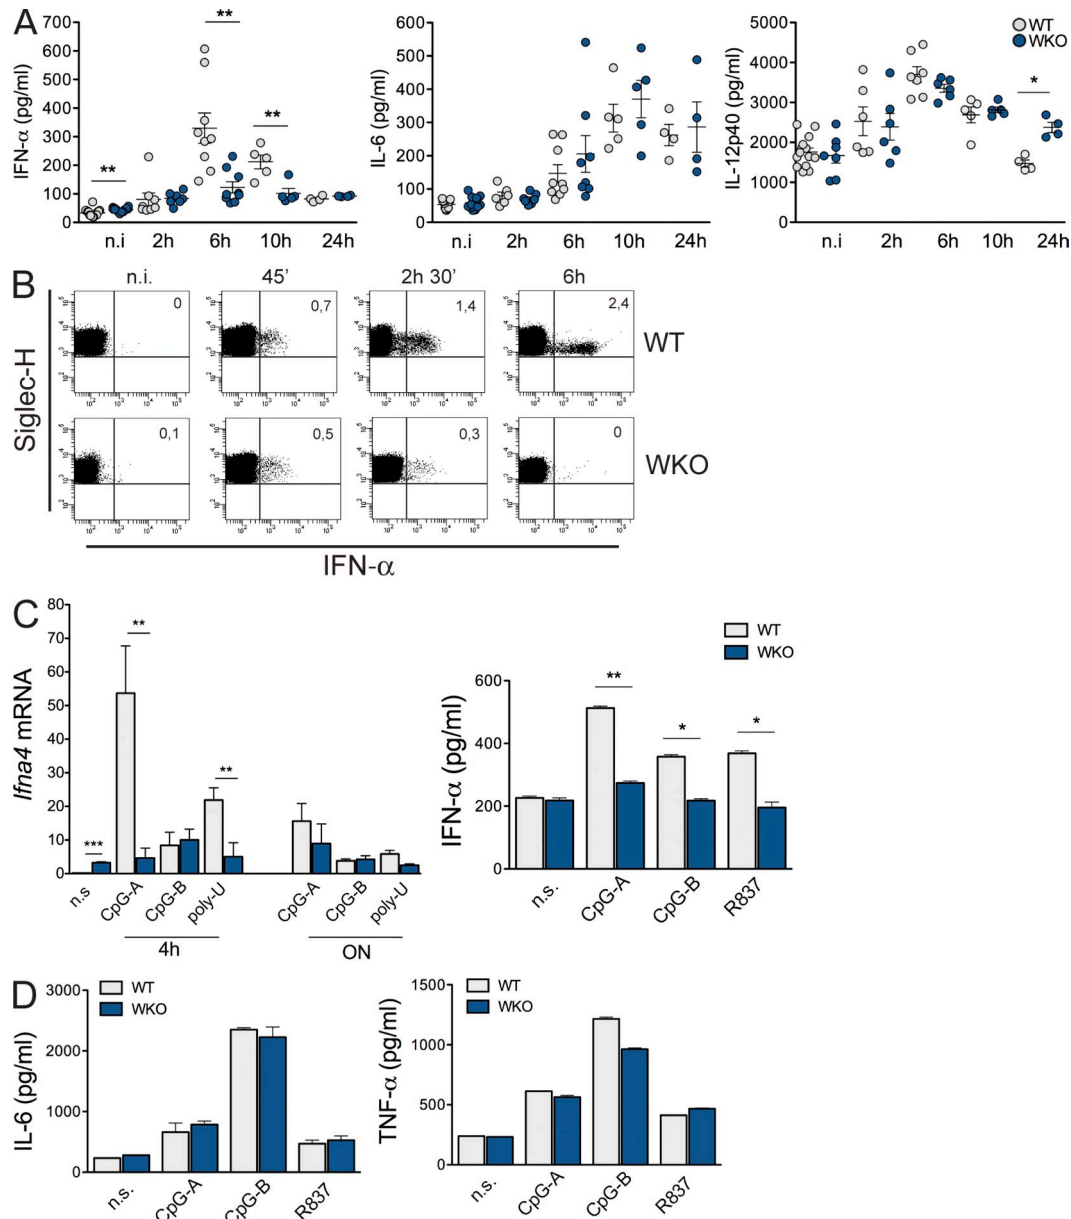 A
IFN-α (pg/ml)
700
600
500
400
300
200
100
0
**
**
**
n.i
2h
6h
10h
24h
IL-6 (pg/ml)
600
500
400
300
200
100
0
n.i
2h
6h
10h
24h
IL-12p40 (pg/ml)
5000
4000
3000
2000
1000
0
*
n.i
2h
6h
10h
24h
WT
WKO
B
n.i.
45'
2h 30'
6h
0
0,7
1,4
2,4
WT
0,1
0,5
0,3
0
WKO
Siglec-H
IFN-α
C
Ifna4 mRNA
80
70
60
50
40
30
20
10
0
***
**
**
n.s
CpG-A
CpG-B
poly-U
CpG-A
CpG-B
poly-U
4h
ON
WT
WKO
IFN-α (pg/ml)
600
400
200
0
**
*
*
n.s.
CpG-A
CpG-B
R837
D
IL-6 (pg/ml)
3000
2000
1000
0
WT
WKO
n.s.
CpG-A
CpG-B
R837
TNF-α (pg/ml)
1500
1000
500
0
WT
WKO
n.s.
CpG-A
CpG-B
R837